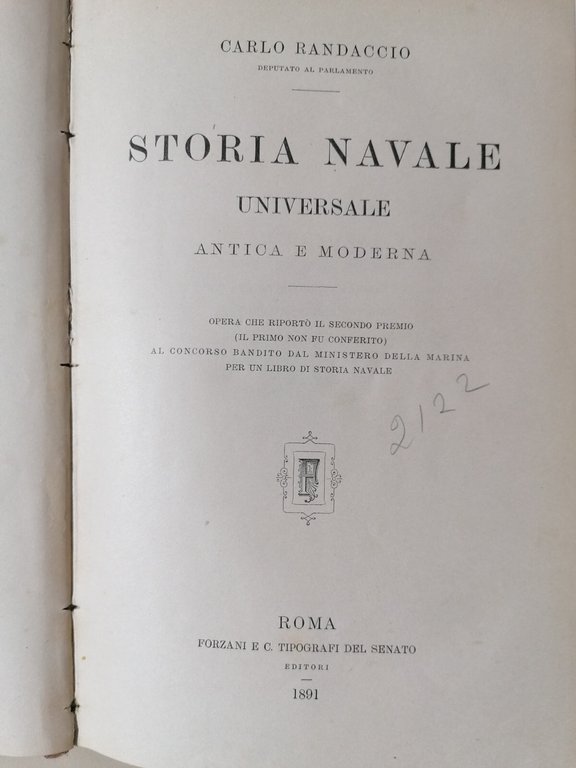 CARLO RANDACCIO
DEPUTATO AL PARLAMENTO
STORIA NAVALE
UNIVERSALE
ANTICA E MODERNA
OPERA CHE RIPORTÒ IL SECONDO PREMIO
(IL PRIMO NON FU CONFERITO)
AL CONCORSO BANDITO DAL MINISTERO DELLA MARINA
PER UN LIBRO DI STORIA NAVALE
2122
ROMA
FORZANI E C. TIPOGRAFI DEL SENATO
EDITORI
1891